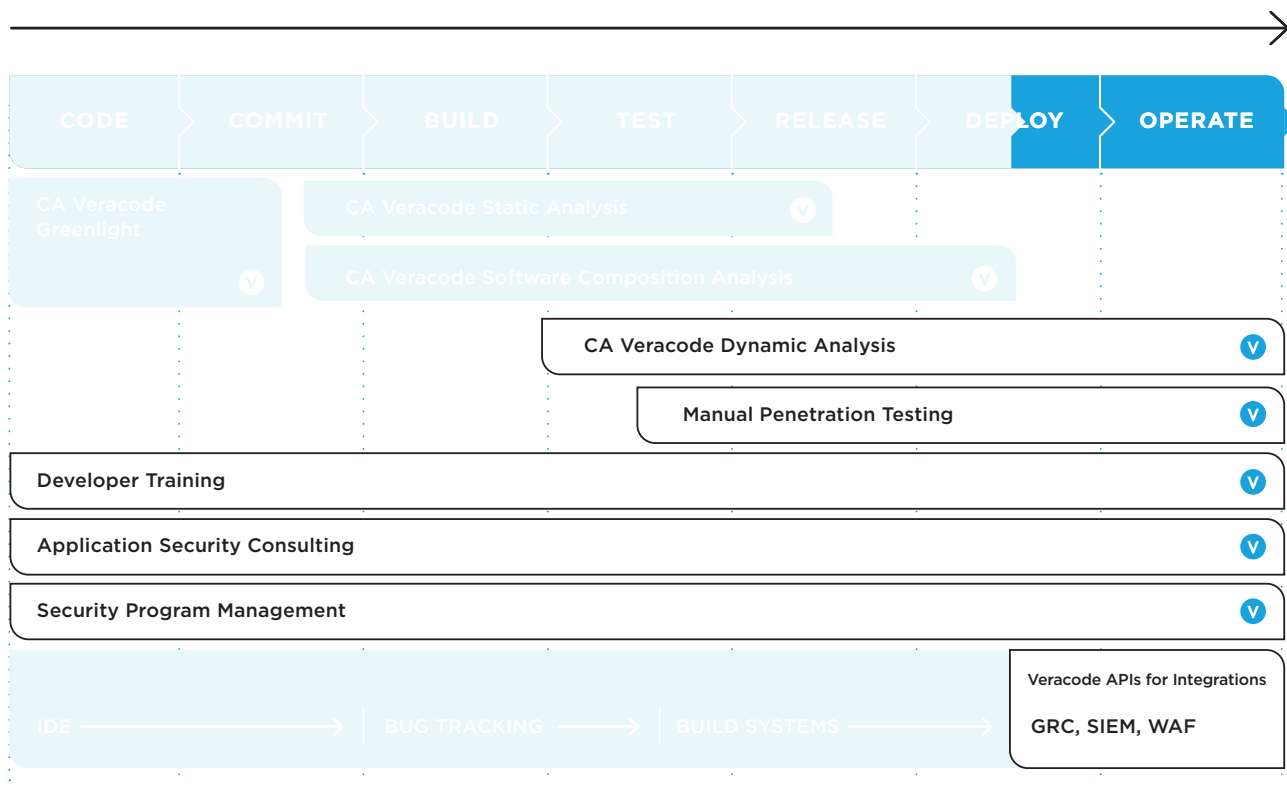 CODE
COMMIT
BUILD
TEST
RELEASE
DEPLOY
OPERATE
CA Veracode
Greenlight
V
CA Veracode Static Analysis
V
CA Veracode Software Composition Analysis
V
CA Veracode Dynamic Analysis
V
Manual Penetration Testing
V
Developer Training
V
Application Security Consulting
V
Security Program Management
V
IDE
BUG TRACKING
BUILD SYSTEMS
Veracode APIs for Integrations
GRC, SIEM, WAF